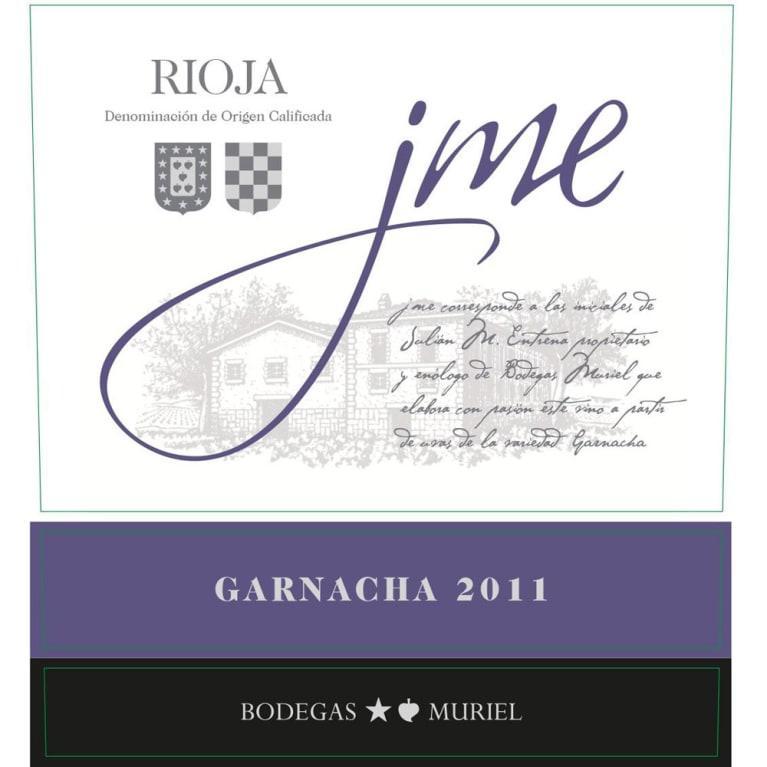 RIOJA
Denominación de Origen Calificada
jme
jme corresponde a las iniciales de
Julián M. Entrena propietario
y enólogo de Bodegas Muriel que
elabora con pasión este vino a partir
de uvas de la variedad Garnacha
GARNACHA 2011
BODEGAS MURIEL